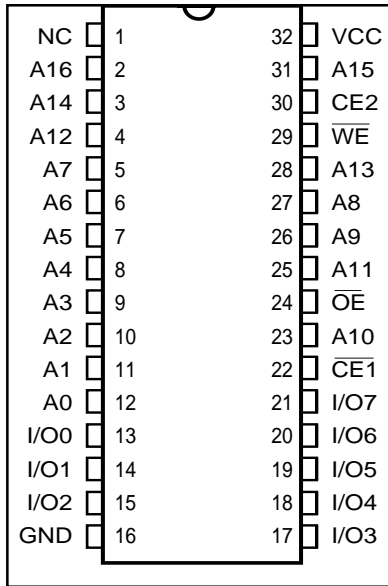 NC 1 32 VCC
A16 2 31 A15
A14 3 30 CE2
A12 4 29 W̅E̅
A7 5 28 A13
A6 6 27 A8
A5 7 26 A9
A4 8 25 A11
A3 9 24 O̅E̅
A2 10 23 A10
A1 11 22 C̅E̅1̅
A0 12 21 I/O7
I/O0 13 20 I/O6
I/O1 14 19 I/O5
I/O2 15 18 I/O4
GND 16 17 I/O3